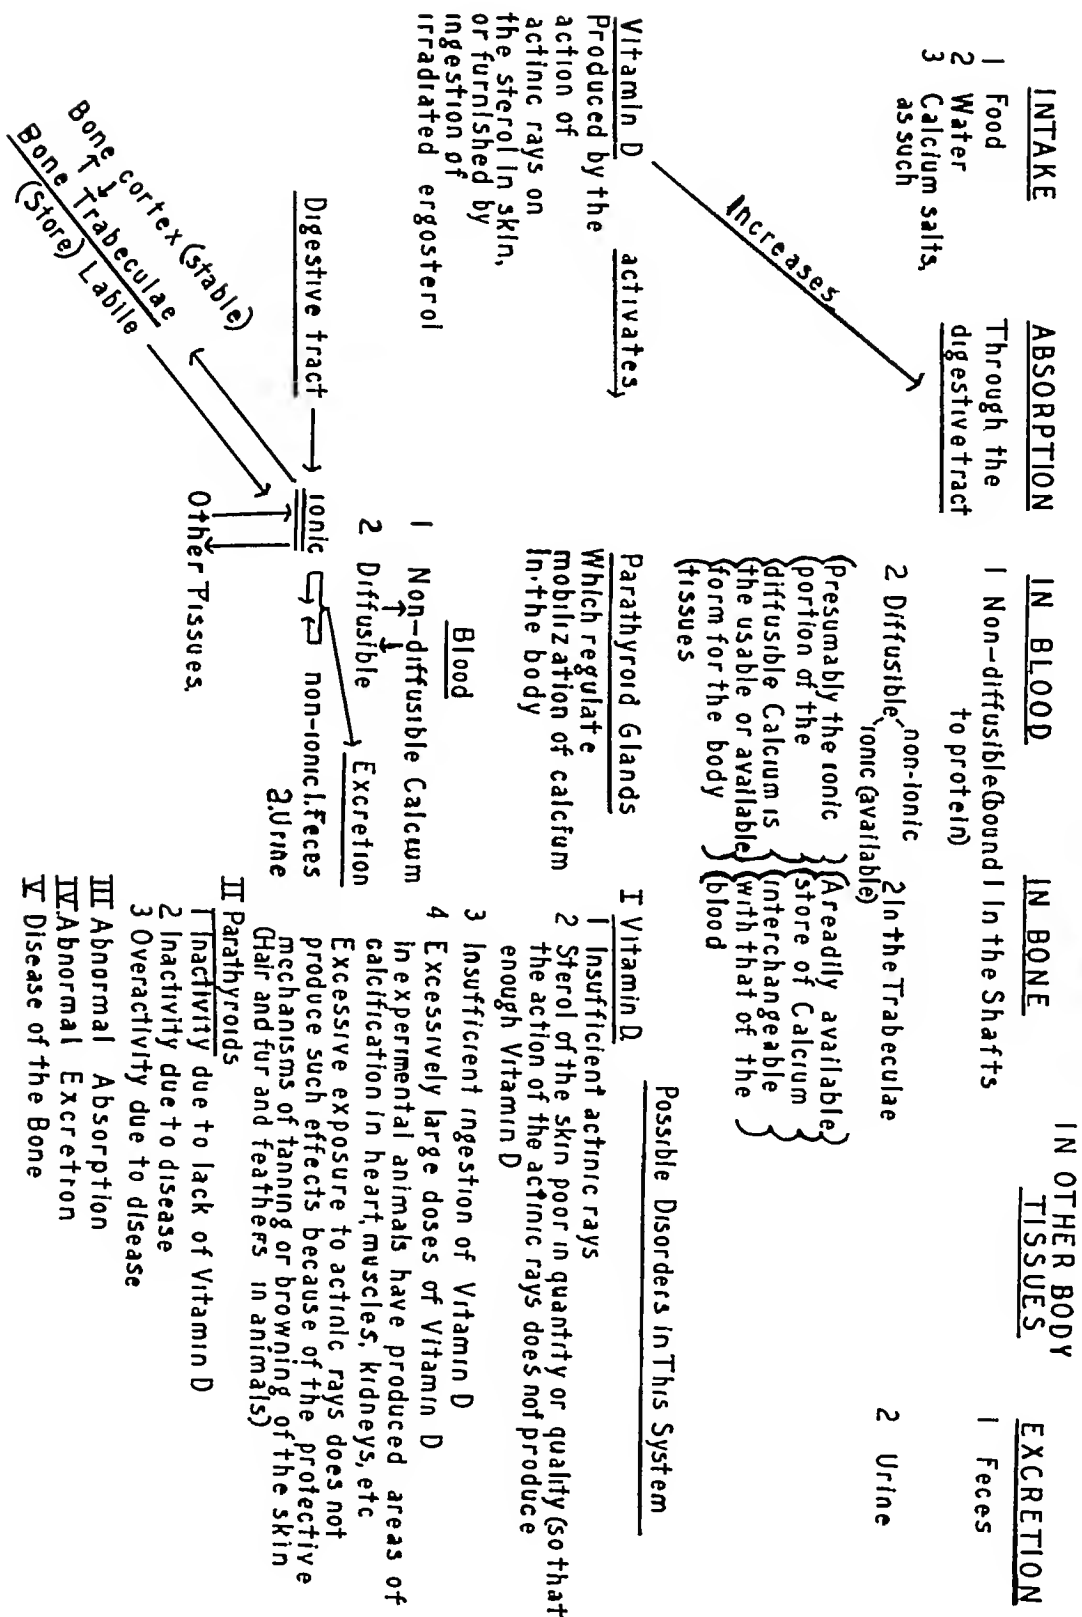 INTAKE
1 Food
2 Water
3 Calcium salts,
as such
ABSORPTION
Through the
digestive tract
IN BLOOD
1 Non-diffusible (bound
to protein)
2 Diffusible
non-ionic
ionic (available)
(Presumably the ionic
(portion of the
(diffusible Calcium is
(the usable or available
(form for the body
(tissues
IN BONE
1 In the Shafts
2 In the Trabeculae
(A readily available)
(store of Calcium
(interchangeable
(with that of the
(blood
IN OTHER BODY
TISSUES
EXCRETION
1 Feces
2 Urine
Vitamin D
Produced by the
action of
actinic rays on
the sterol in skin,
or furnished by
ingestion of
irradiated ergosterol
Increases
activates
Parathyroid Glands
Which regulate
mobilization of calcium
in the body
Blood
1 Non-diffusible Calcium
2 Diffusible
Digestive tract
ionic
non-ionic
Excretion
1. Feces
2. Urine
Other Tissues.
Bone cortex (stable)
Bone Trabeculae
(Store) Labile
Possible Disorders in This System
I Vitamin D
1 Insufficient actinic rays
2 Sterol of the skin poor in quantity or quality (so that
the action of the actinic rays does not produce
enough Vitamin D
3 Insufficient ingestion of Vitamin D
4 Excessively large doses of Vitamin D
in experimental animals have produced areas of
calcification in heart, muscles, kidneys, etc
Excessive exposure to actinic rays does not
produce such effects because of the protective
mechanisms of tanning or browning of the skin
(Hair and fur and feathers in animals)
II Parathyroids
1 Inactivity due to lack of Vitamin D
2 Inactivity due to disease
3 Overactivity due to disease
III Abnormal Absorption
IV. Abnormal Excretion
V Disease of the Bone